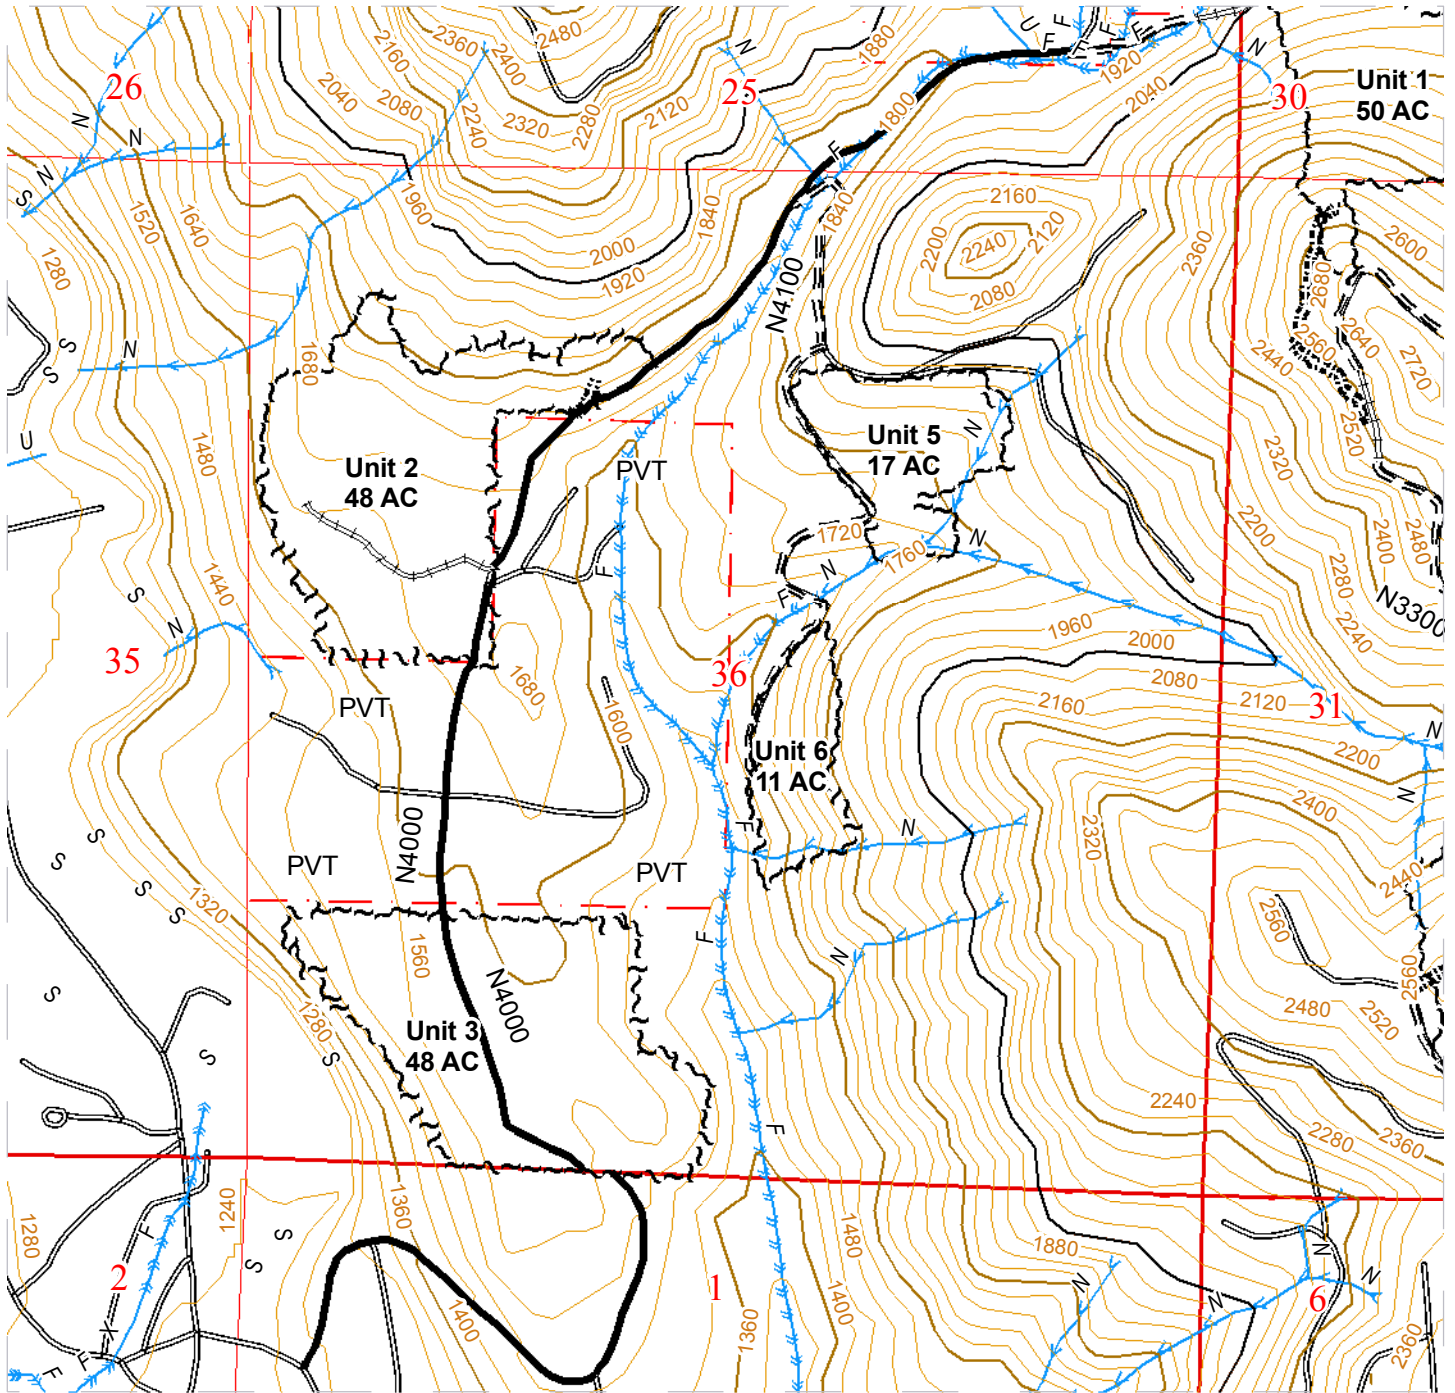 2360
2400
2480
2160
2040
2080
2240
2320
2280
2120
1880
1800
1920
2040
U
F
F
F
F
F
F
N
N
26
25
30
Unit 1
50 AC
N
N
N
S
1520
1640
1960
2000
1920
1840
1840
2160
2200
2240
2120
2080
2360
2600
2680
1280
S
S
N
1680
N4100
2560
2640
2440
2720
2520
U
1480
Unit 2
48 AC
PVT
Unit 5
17 AC
N
2320
1720
1760
N
2200
2400
2480
S
1440
F
F
N
2280
N3300
2240
N
35
1960
2000
36
2080
2120
31
2160
1680
PVT
1600
Unit 6
11 AC
N
2200
S
S
N4000
F
N
2320
2400
N
PVT
PVT
2440
S
S
1320
1560
F
N
2560
2560
S
N4000
1280
Unit 3
48 AC
2480
2520
S
S
2240
F
2280
2360
1240
1360
1280
F
S
S
1480
1880
N
N
N
N
2
1
6
1400
1360
1400
2360
F
F
X